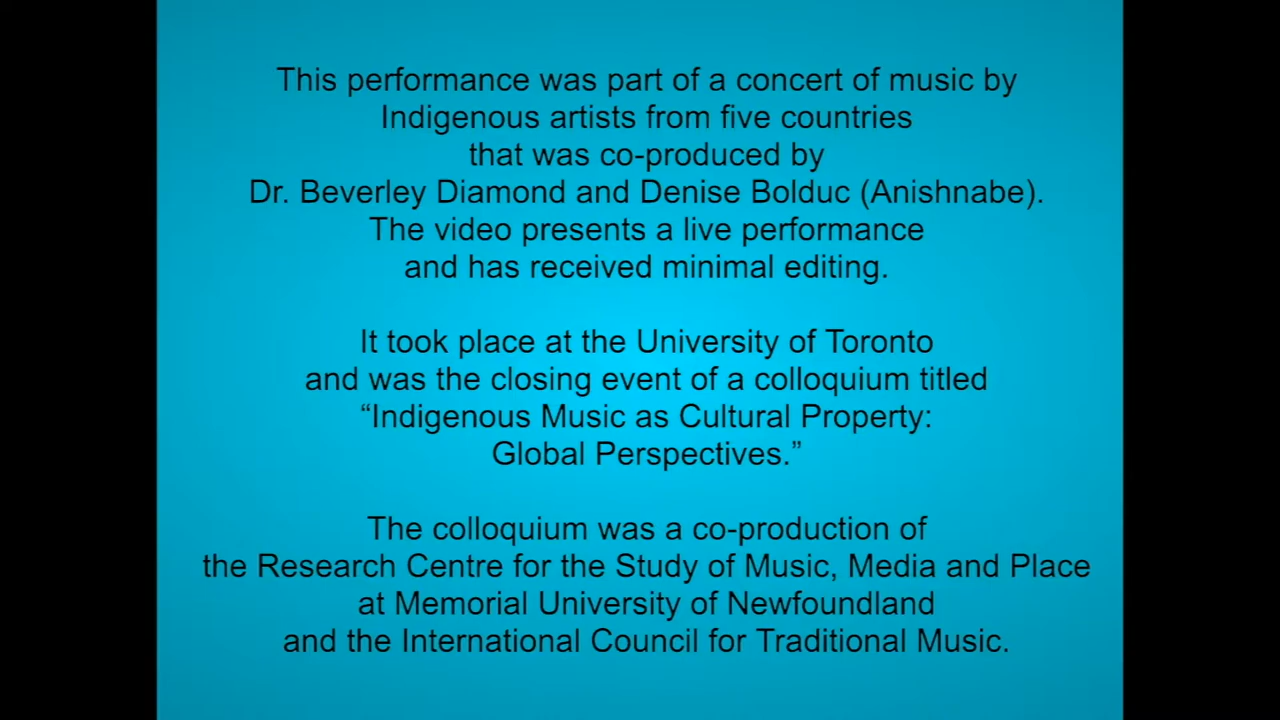 This performance was part of a concert of music by
Indigenous artists from five countries
that was co-produced by
Dr. Beverley Diamond and Denise Bolduc (Anishnabe).
The video presents a live performance
and has received minimal editing.
It took place at the University of Toronto
and was the closing event of a colloquium titled
“Indigenous Music as Cultural Property:
Global Perspectives.”
The colloquium was a co-production of
the Research Centre for the Study of Music, Media and Place
at Memorial University of Newfoundland
and the International Council for Traditional Music.